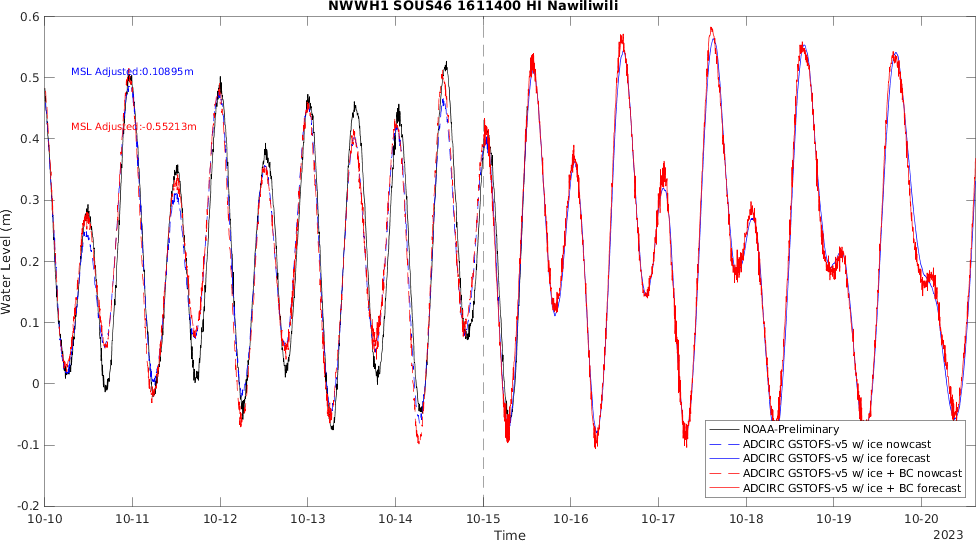 NWWH1 SOUS46 1611400 HI Nawiliwili
0.6
0.5
0.4
0.3
0.2
0.1
0
-0.1
-0.2
Water Level (m)
MSL Adjusted:0.10895m
MSL Adjusted:-0.55213m
NOAA-Preliminary
ADCIRC GSTOFS-v5 w/ ice nowcast
ADCIRC GSTOFS-v5 w/ ice forecast
ADCIRC GSTOFS-v5 w/ ice + BC nowcast
ADCIRC GSTOFS-v5 w/ ice + BC forecast
10-10 10-11 10-12 10-13 10-14 10-15 10-16 10-17 10-18 10-19 10-20
Time
2023